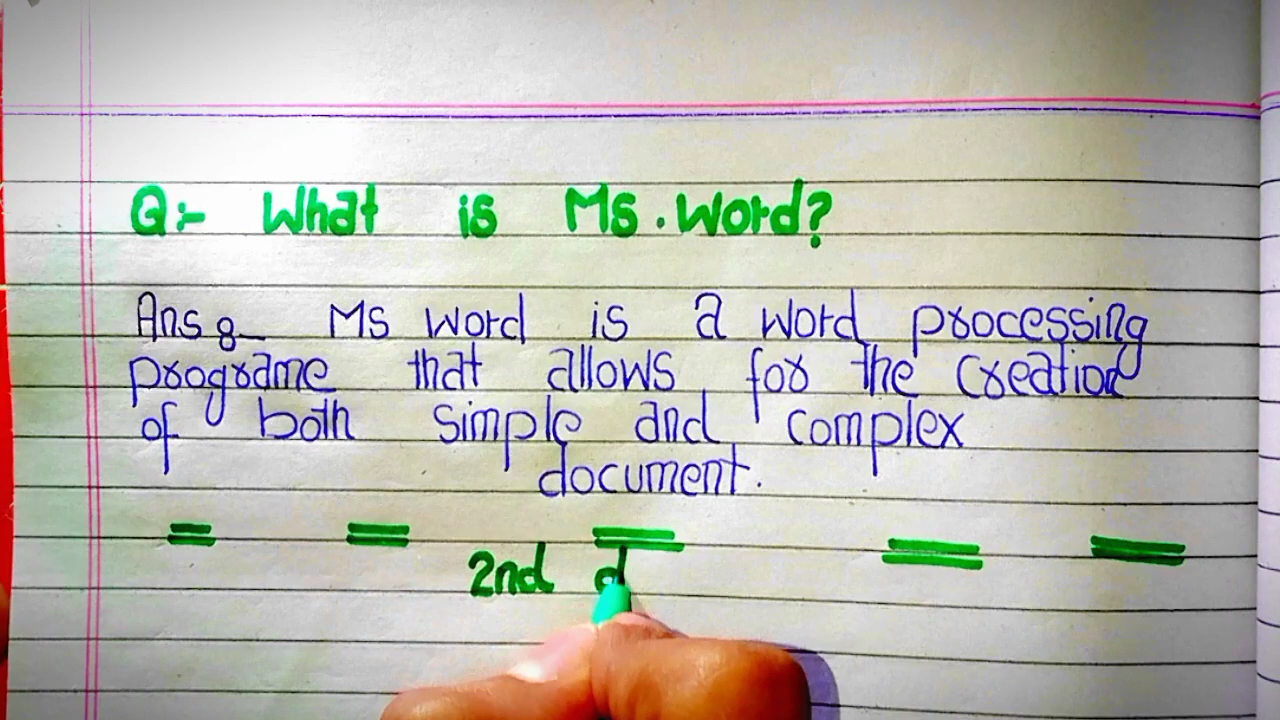 Q:- What is Ms. Word?
Ans:- Ms word is a word processing
programe that allows for the creation
of both simple and complex
document.
2nd d